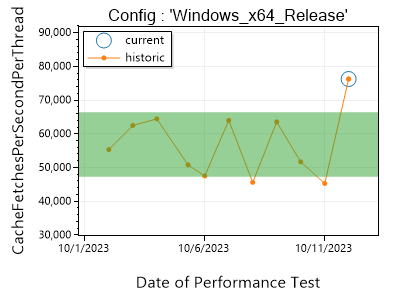 Config : 'Windows_x64_Release'
CacheFetchesPerSecondPerThread
90,000
80,000
70,000
60,000
50,000
40,000
30,000
current
historic
10/1/2023
10/6/2023
10/11/2023
Date of Performance Test